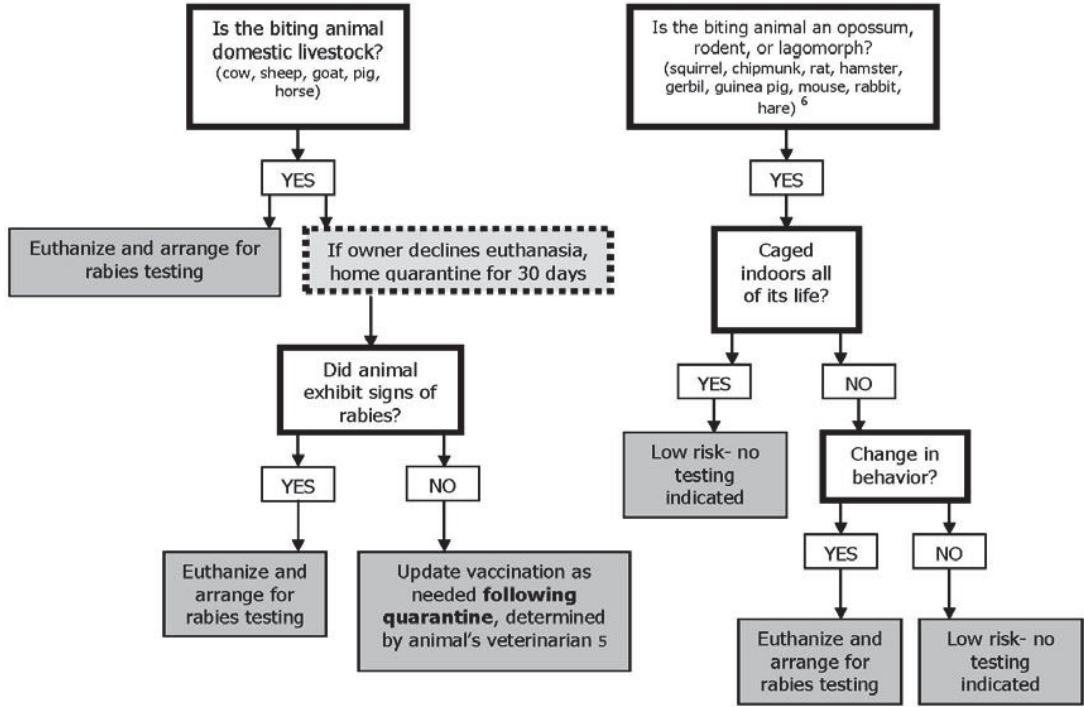 Is the biting animal
domestic livestock?
(cow, sheep, goat, pig,
horse)
YES
Euthanize and arrange for
rabies testing
If owner declines euthanasia,
home quarantine for 30 days
Did animal
exhibit signs of
rabies?
YES
NO
Euthanize and
arrange for
rabies testing
Update vaccination as
needed following
quarantine, determined
by animal's veterinarian 5
Is the biting animal an opossum,
rodent, or lagomorph?
(squirrel, chipmunk, rat, hamster,
gerbil, guinea pig, mouse, rabbit,
hare) 6
YES
Caged
indoors all
of its life?
YES
NO
Low risk- no
testing
indicated
Change in
behavior?
YES
NO
Euthanize and
arrange for
rabies testing
Low risk- no
testing
indicated